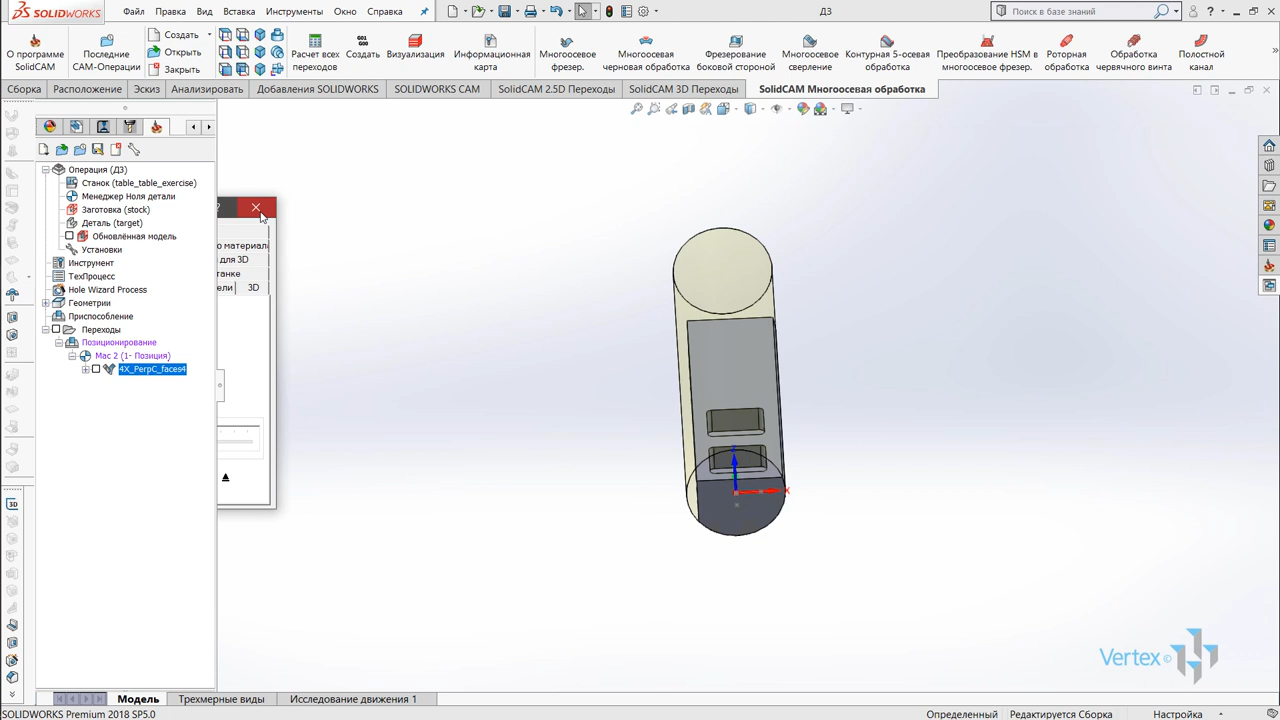 SOLIDWORKS
Файл
Правка
Вид
Вставка
Инструменты
Окно
Справка
Д3
Поиск в базе знаний
О программе SolidCAM
Последние CAM-Операции
Создать
Открыть
Закрыть
Расчет всех переходов
Создать
Визуализация
Информационная карта
Многоосевое фрезер.
Многоосевая черновая обработка
Фрезерование боковой стороной
Многоосевое сверление
Контурная 5-осевая обработка
Преобразование HSM в многоосевое фрезер.
Роторная обработка
Обработка червячного винта
Полостной канал
Сборка
Расположение
Эскиз
Анализировать
Добавления SOLIDWORKS
SOLIDWORKS CAM
SolidCAM 2.5D Переходы
SolidCAM 3D Переходы
SolidCAM Многоосевая обработка
Операция (Д3)
Станок (table_table_exercise)
Менеджер Ноля детали
Заготовка (stock)
Деталь (target)
Обновлённая модель
Установки
Инструмент
ТехПроцесс
Hole Wizard Process
Геометрии
Приспособление
Переходы
Позиционирование
Mac 2 (1- Позиция)
4X_PerpC_faces4
о материал
для 3D
танке
ели
3D
X
Vertex ©
Модель
Трехмерные виды
Исследование движения 1
SOLIDWORKS Premium 2018 SP5.0
Определенный
Редактируется Сборка
Настройка